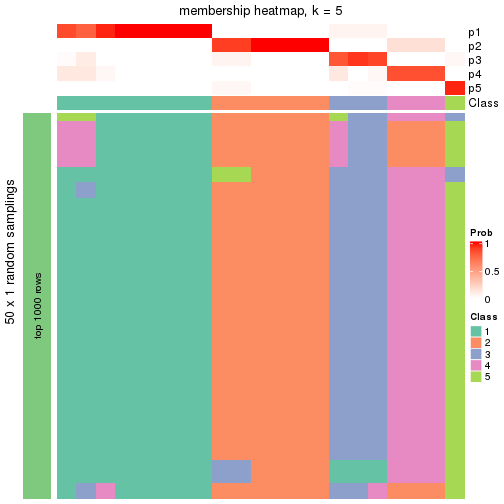 membership heatmap, k = 5
p1
p2
p3
p4
p5
Class
50 x 1 random samplings
top 1000 rows
Prob
1
0.5
0
Class
1
2
3
4
5